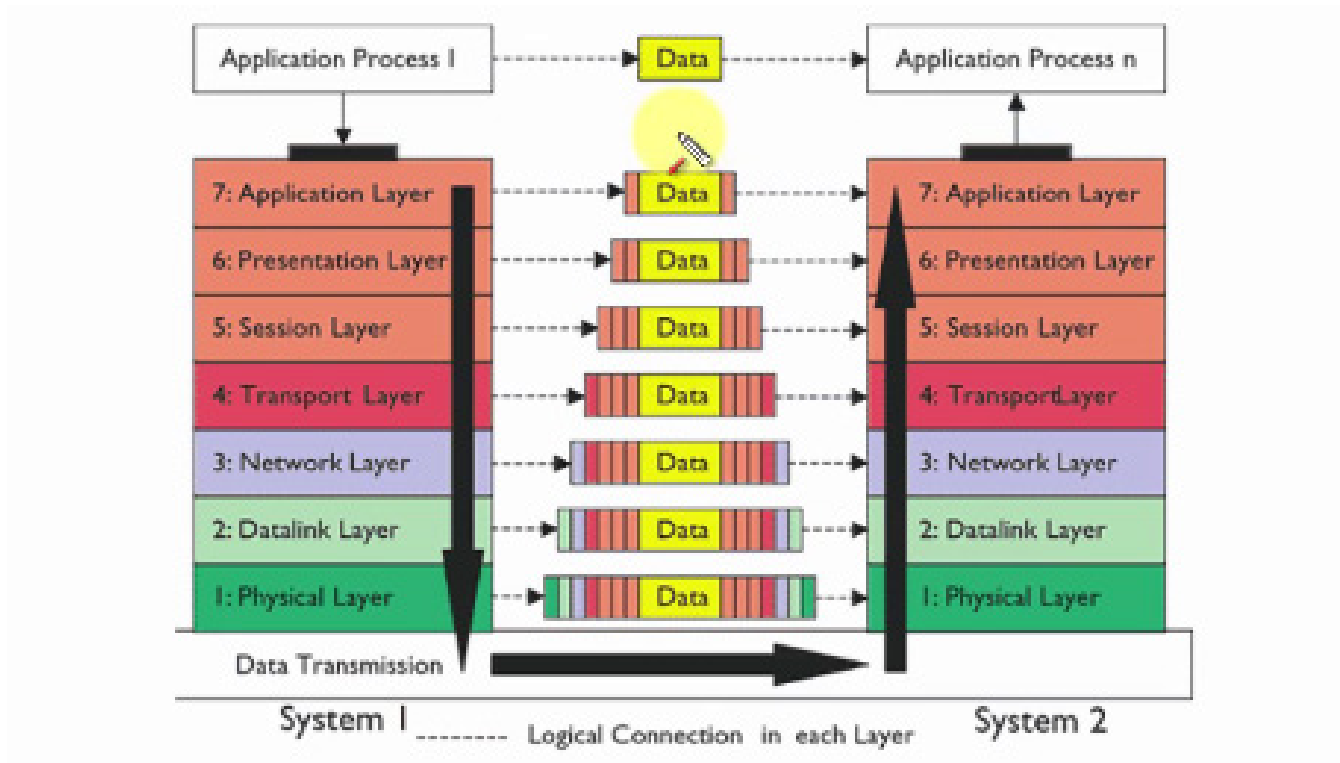 Application Process 1
Data
Application Process n
7: Application Layer
Data
7: Application Layer
6: Presentation Layer
Data
6: Presentation Layer
5: Session Layer
Data
5: Session Layer
4: Transport Layer
Data
4: TransportLayer
3: Network Layer
Data
3: Network Layer
2: Datalink Layer
Data
2: Datalink Layer
1: Physical Layer
Data
1: Physical Layer
Data Transmission
System 1
Logical Connection in each Layer
System 2